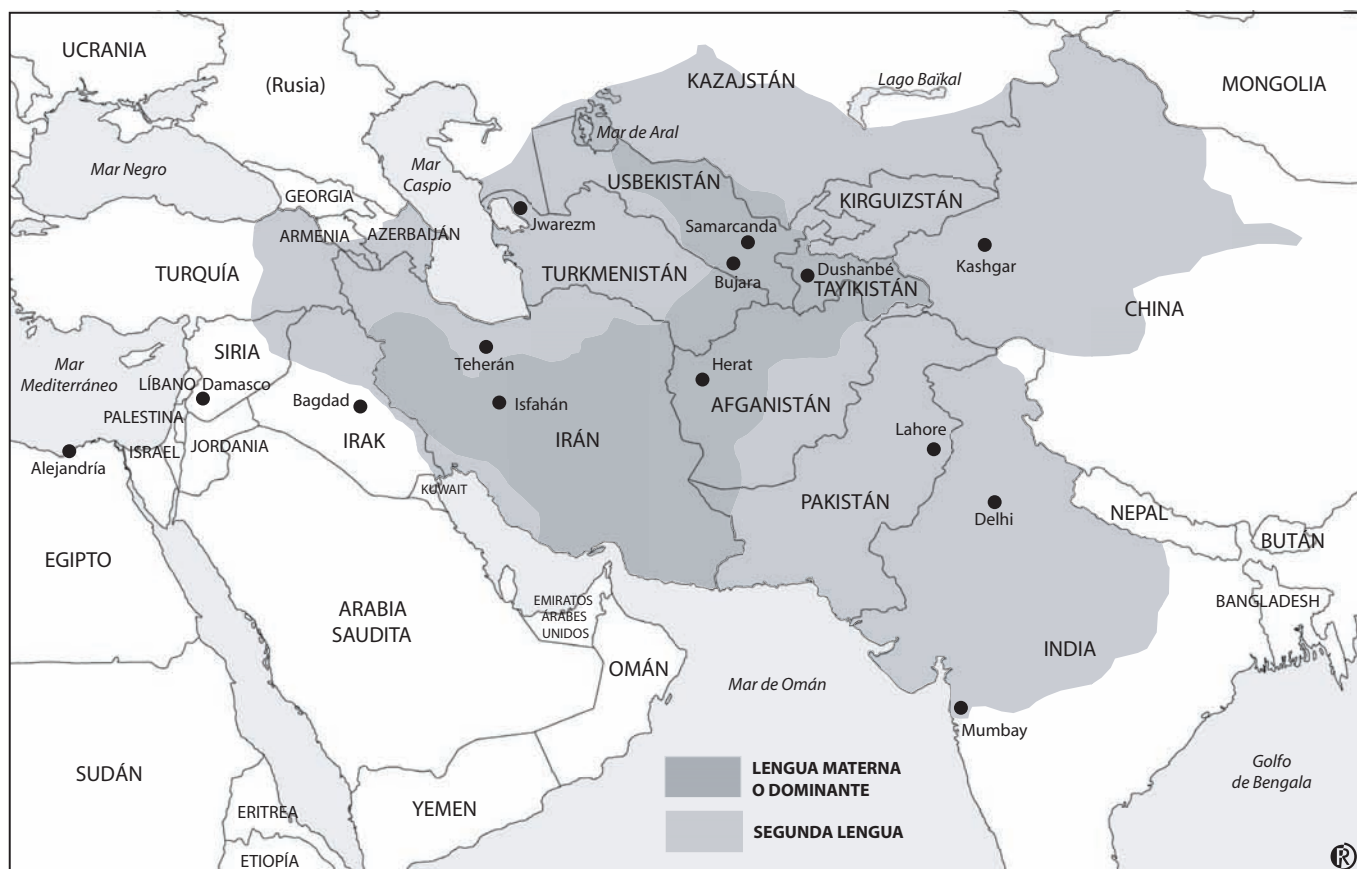 UCRANIA
(Rusia)
KAZAJSTÁN
Lago Baïkal
MONGOLIA
Mar de Aral
Mar Negro
Mar
Caspio
USBEKISTÁN
GEORGIA
KIRGUIZSTÁN
Jwarezm
Samarcanda
ARMENIA
AZERBAIJÁN
Kashgar
TURQUÍA
TURKMENISTÁN
Bujara
Dushanbé
TAYIKISTÁN
CHINA
SIRIA
Mar
Mediterráneo
Teherán
Herat
LÍBANO
Damasco
Bagdad
Isfahán
AFGANISTÁN
PALESTINA
IRAK
IRÁN
Lahore
ISRAEL
JORDANIA
Alejandría
KUWAIT
PAKISTÁN
Delhi
NEPAL
BUTÁN
EGIPTO
EMIRATOS
ÁRABES
UNIDOS
BANGLADESH
ARABIA
SAUDITA
INDIA
OMÁN
Mar de Omán
Mumbay
SUDÁN
YEMEN
LENGUA MATERNA
O DOMINANTE
Golfo
de Bengala
ERITREA
SEGUNDA LENGUA
ETIOPÍA